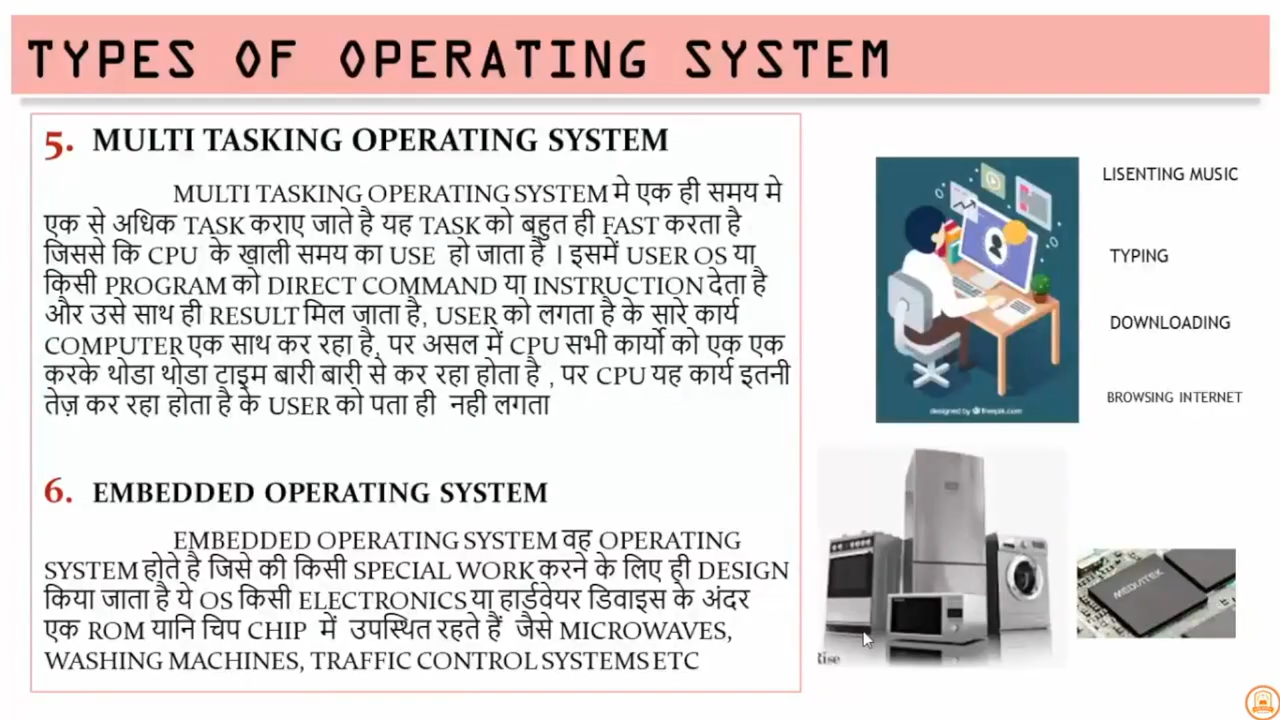 TYPES OF OPERATING SYSTEM
5. MULTI TASKING OPERATING SYSTEM
MULTI TASKING OPERATING SYSTEM मे एक ही समय मे
एक से अधिक TASK कराए जाते है यह TASK को बहुत ही FAST करता है
जिससे कि CPU के खाली समय का USE हो जाता है । इसमें USER OS या
किसी PROGRAM को DIRECT COMMAND या INSTRUCTION देता है
और उसे साथ ही RESULT मिल जाता है, USER को लगता है के सारे कार्य
COMPUTER एक साथ कर रहा है, पर असल में CPU सभी कार्यो को एक एक
करके थोडा थोडा टाइम बारी बारी से कर रहा होता है , पर CPU यह कार्य इतनी
तेज़ कर रहा होता है के USER को पता ही नही लगता
6. EMBEDDED OPERATING SYSTEM
EMBEDDED OPERATING SYSTEM वह OPERATING
SYSTEM होते है जिसे की किसी SPECIAL WORK करने के लिए ही DESIGN
किया जाता है ये OS किसी ELECTRONICS या हार्डवेयर डिवाइस के अंदर
एक ROM यानि चिप CHIP में उपस्थित रहते हैं जैसे MICROWAVES,
WASHING MACHINES, TRAFFIC CONTROL SYSTEMS ETC
LISENTING MUSIC
TYPING
DOWNLOADING
BROWSING INTERNET
designed by freepik.com
Rise
MEDIATEK